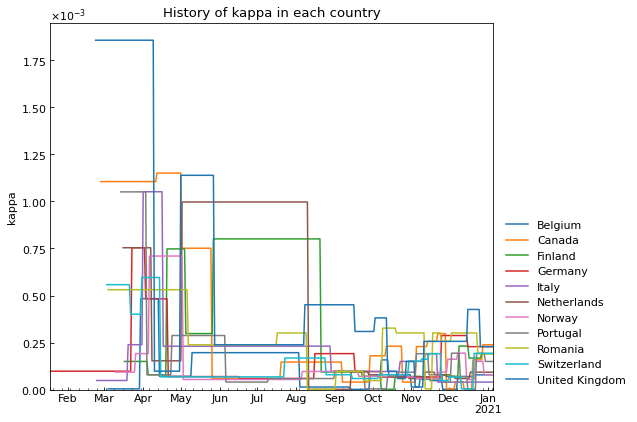 History of kappa in each country
×10⁻³
1.75
1.50
1.25
1.00
0.75
0.50
0.25
0.00
kappa
Feb Mar Apr May Jun Jul Aug Sep Oct Nov Dec Jan
2021
Belgium
Canada
Finland
Germany
Italy
Netherlands
Norway
Portugal
Romania
Switzerland
United Kingdom